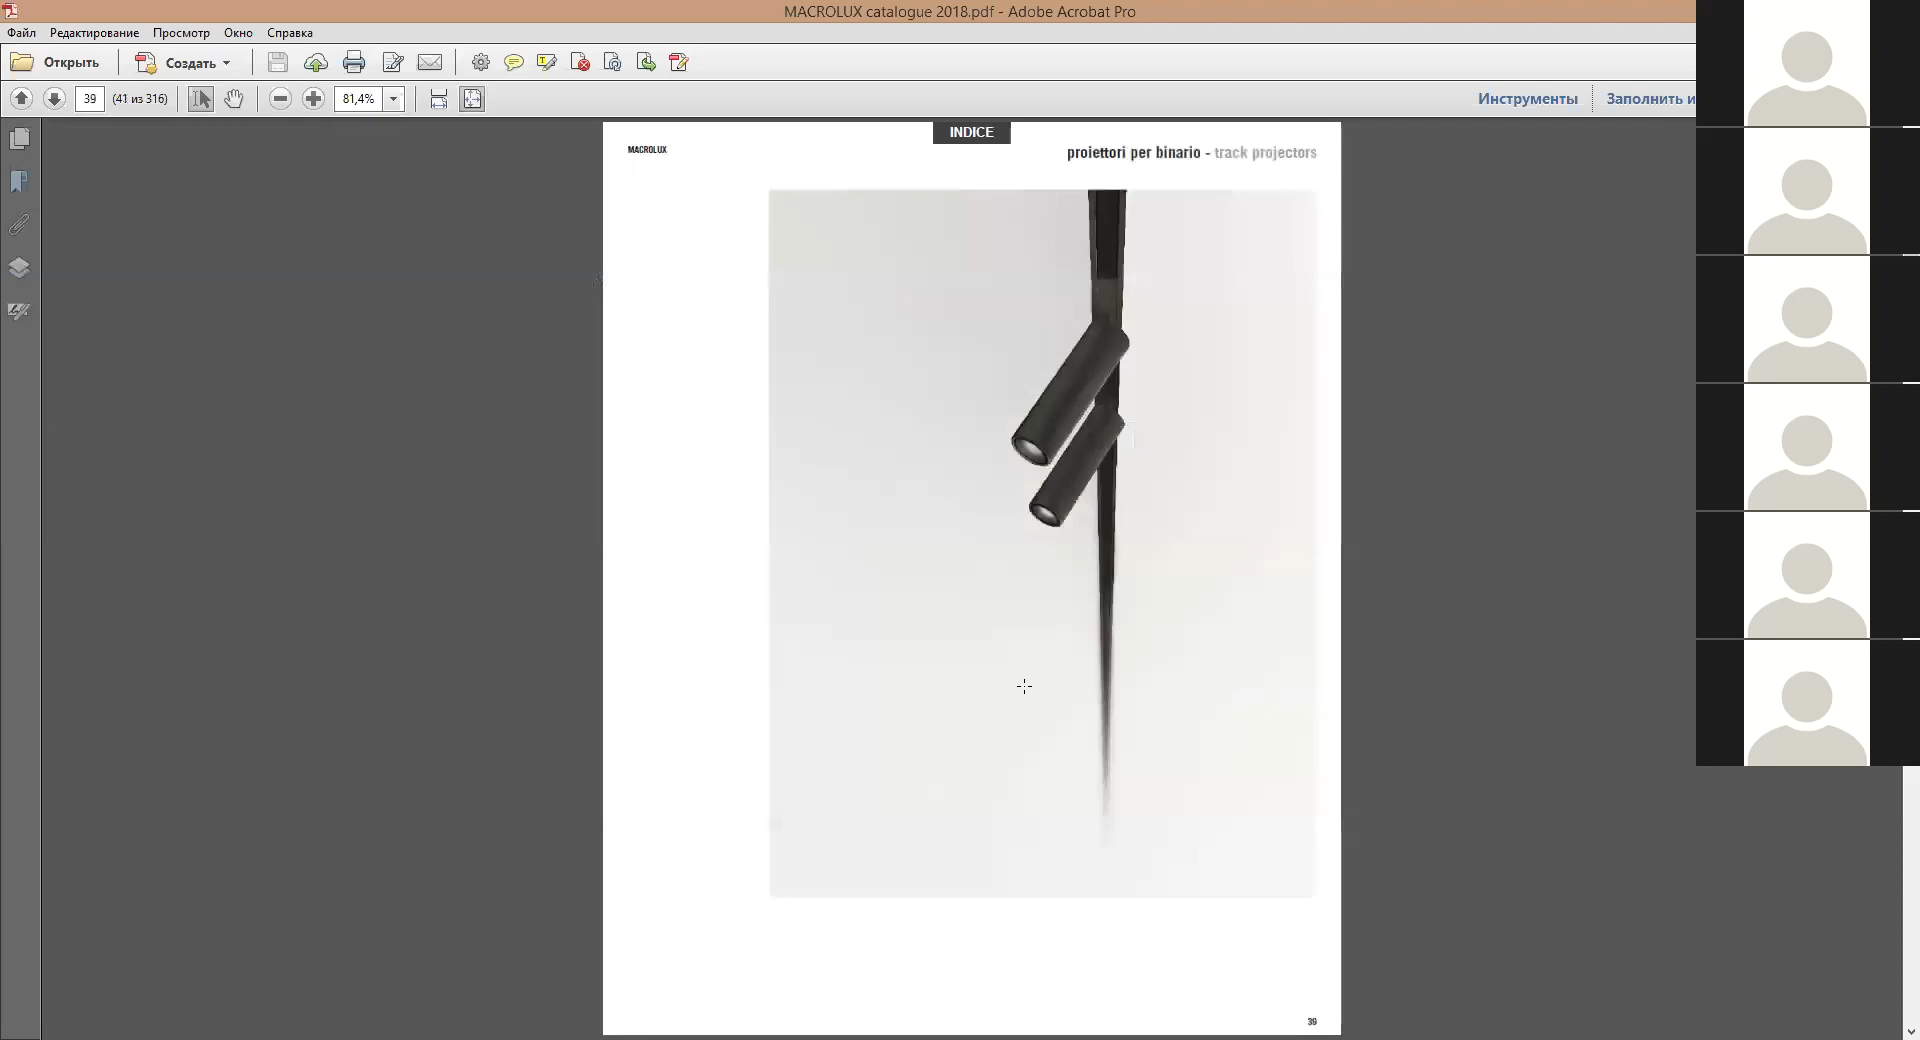 MACROLUX catalogue 2018.pdf - Adobe Acrobat Pro
Файл Редактирование Просмотр Окно Справка
Открыть Создать
39 (41 из 316) 81,4% Инструменты Заполнить и
INDICE
MACROLUX
proiettori per binario - track projectors
39